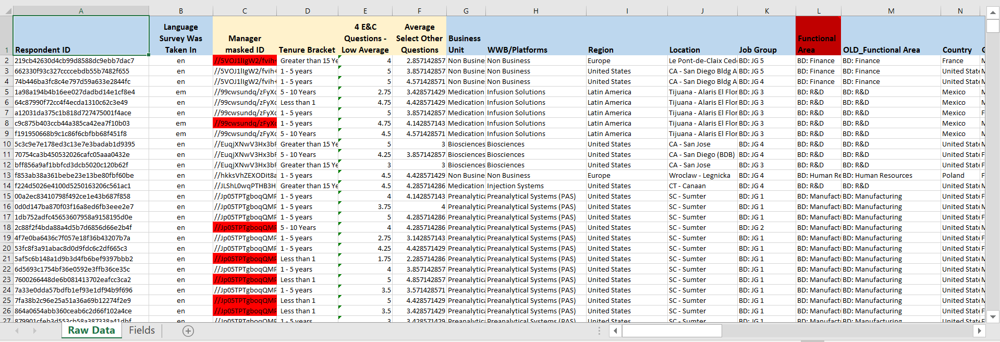 A B C D E F G H I J K L M N
1 Respondent ID Language Survey Was Taken In Manager masked ID Tenure Bracket 4 E&C Questions - Low Average Average Select Other Questions Business Unit WWB/Platforms Region Location Job Group Functional Area OLD_Functional Area Country
2 219cb42630d4cb99d8588dc9ebb7dac7 en //5VOJ1lIgW2/fvih+ Greater than 15 Ye 4 2.857142857 Non Busine Non Business Europe Le Pont-de-Claix Cede BD: JG 5 BD: Finance BD: Finance France M
3 662330f93c327ccccebdb55b7482f655 en //5VOJ1lIgW2/fvih+ 1 - 5 years 5 3.857142857 Non Busine Non Business United States CA - San Diego Bldg A BD: JG 5 BD: Finance BD: Finance United State M
4 74b446ba3fc8c4e797d59a633e2844fc en //5VOJ1lIgW2/fvih+ 1 - 5 years 5 4.571428571 Non Busine Non Business United States CA - San Diego Bldg A BD: JG 4 BD: Finance BD: Finance United State M
5 1a98a194b4b16ee027dadbd14e1cf8e4 em //99cwsundq/zFyXc 5 - 10 Years 2.75 3.428571429 Medication Infusion Solutions Latin America Tijuana - Alaris El Flor BD: JG 3 BD: R&D BD: R&D Mexico M
6 64c87990f72cc4f4ecda1310c62c3e49 en //99cwsundq/zFyXc Less than 1 4.75 4.428571429 Medication Infusion Solutions Latin America Tijuana - Alaris El Flor BD: JG 3 BD: R&D BD: R&D Mexico M
7 a12031da375c1b818d727475001f4ace en //99cwsundq/zFyXc 1 - 5 years 5 3.857142857 Medication Infusion Solutions Latin America Tijuana - Alaris El Flor BD: JG 3 BD: R&D BD: R&D Mexico F
8 c9c875b403ccb44a385ca42ea7f10b03 em //99cwsundq/zFyXc 1 - 5 years 4.75 4.142857143 Medication Infusion Solutions Latin America Tijuana - Alaris El Flor BD: JG 3 BD: R&D BD: R&D Mexico M
9 f191950668b9c1c86f6cbfbb68f451f8 em //99cwsundq/zFyXc 5 - 10 Years 4.5 4.571428571 Medication Infusion Solutions Latin America Tijuana - Alaris El Flor BD: JG 3 BD: R&D BD: R&D Mexico M
10 5c3c9e7e178ed3c13e7e3badab1d9395 en //EuqjXNwV3Hx3bF Greater than 15 Ye 5 3 Biosciences Biosciences United States CA - San Jose BD: JG 4 BD: R&D BD: R&D United State M
11 70754ca3b450532026cafc05aaa0432e en //EuqjXNwV3Hx3bF 5 - 10 Years 4.25 3.857142857 Biosciences Biosciences United States CA - San Diego (BDB) BD: JG 4 BD: R&D BD: R&D United State F
12 bff856a9af1bbfcd3dcb5020c120b62f en //EuqjXNwV3Hx3bF Greater than 15 Ye 3 3 Biosciences Biosciences United States CA - San Jose BD: JG 3 BD: R&D BD: R&D United State F
13 f853ab38a361bebe23e13be80fbf60be en //hkksVhZEXODit8a 1 - 5 years 4.5 4.428571429 Non Busine Non Business Europe Wroclaw - Legnicka BD: JG 4 BD: Human Re BD: Human Resources Poland F
14 f224d5026e4100d5250163206c561ac1 en //JLShL0wqPTHB3H Greater than 15 Ye 4.5 4.285714286 Medication Injection Systems United States CT - Canaan BD: JG 4 BD: R&D BD: R&D United State M
15 00a2ec83410798f492ce1e43b687f858 en //Jp05TPTgboqQMF 1 - 5 years 4 4.142857143 Preanalytica Preanalytical Systems (PAS) United States SC - Sumter BD: JG 1 BD: Manufact BD: Manufacturing United State F
16 0d0d147ba870f03f16a8ed6fb3eee2e7 en //Jp05TPTgboqQMF 1 - 5 years 3.75 4 Preanalytica Preanalytical Systems (PAS) United States SC - Sumter BD: JG 1 BD: Manufact BD: Manufacturing United State F
17 1db752adfc45653607958a9158195d0e en //Jp05TPTgboqQMF 1 - 5 years 5 4.285714286 Preanalytica Preanalytical Systems (PAS) United States SC - Sumter BD: JG 1 BD: Manufact BD: Manufacturing United State F
18 2c88f2f4bda88a4d5b7d6856d66e2b4f en //Jp05TPTgboqQMF 5 - 10 Years 4 4.285714286 Preanalytica Preanalytical Systems (PAS) United States SC - Sumter BD: JG 2 BD: Manufact BD: Manufacturing United State M
19 4f7e0ba6436c7f057e18f36b43207b7a en //Jp05TPTgboqQMF 1 - 5 years 2.75 3.142857143 Preanalytica Preanalytical Systems (PAS) United States SC - Sumter BD: JG 1 BD: Manufact BD: Manufacturing United State F
20 53fc8f3a91abac8d0d9fdc6c2df665c3 en //Jp05TPTgboqQMF 1 - 5 years 4.25 4.428571429 Preanalytica Preanalytical Systems (PAS) United States SC - Sumter BD: JG 1 BD: Manufact BD: Manufacturing United State F
21 5af5c6b148a1d9b3d4fb6bef9397bbb2 en //Jp05TPTgboqQMF Less than 1 1.75 2.285714286 Preanalytica Preanalytical Systems (PAS) United States SC - Sumter BD: JG 1 BD: Manufact BD: Manufacturing United State M
22 6d5693c1754bf36e0592e3ffb36ce35c en //Jp05TPTgboqQMF 1 - 5 years 4 3.857142857 Preanalytica Preanalytical Systems (PAS) United States SC - Sumter BD: JG 1 BD: Manufact BD: Manufacturing United State F
23 7600266448de6b081413702eafcc3ca2 en //Jp05TPTgboqQMF Less than 1 5 4.857142857 Preanalytica Preanalytical Systems (PAS) United States SC - Sumter BD: JG 1 BD: Manufact BD: Manufacturing United State M
24 7a33e0dda57bdfb1ef93e1df94b9f696 en //Jp05TPTgboqQMF 1 - 5 years 3.5 3.571428571 Preanalytica Preanalytical Systems (PAS) United States SC - Sumter BD: JG 1 BD: Manufact BD: Manufacturing United State F
25 7fa38b2c96e25a51a36a69b12274f2e9 en //Jp05TPTgboqQMF Less than 1 5 4.428571429 Preanalytica Preanalytical Systems (PAS) United States SC - Sumter BD: JG 1 BD: Manufact BD: Manufacturing United State M
26 864a0654abb360ceab6c2d66f102a4ce en //Jp05TPTgboqQMF Less than 1 3.5 3.428571429 Preanalytica Preanalytical Systems (PAS) United States SC - Sumter BD: JG 1 BD: Manufact BD: Manufacturing United State M
27 879901cfeb3d553cb58a387338a41dbf en //Jp05TPTgboqQMF 1 - 5 years 3 3.428571429 Preanalytica Preanalytical Systems (PAS) United States SC - Sumter BD: JG 1 BD: Manufact BD: Manufacturing United State F
Raw Data Fields